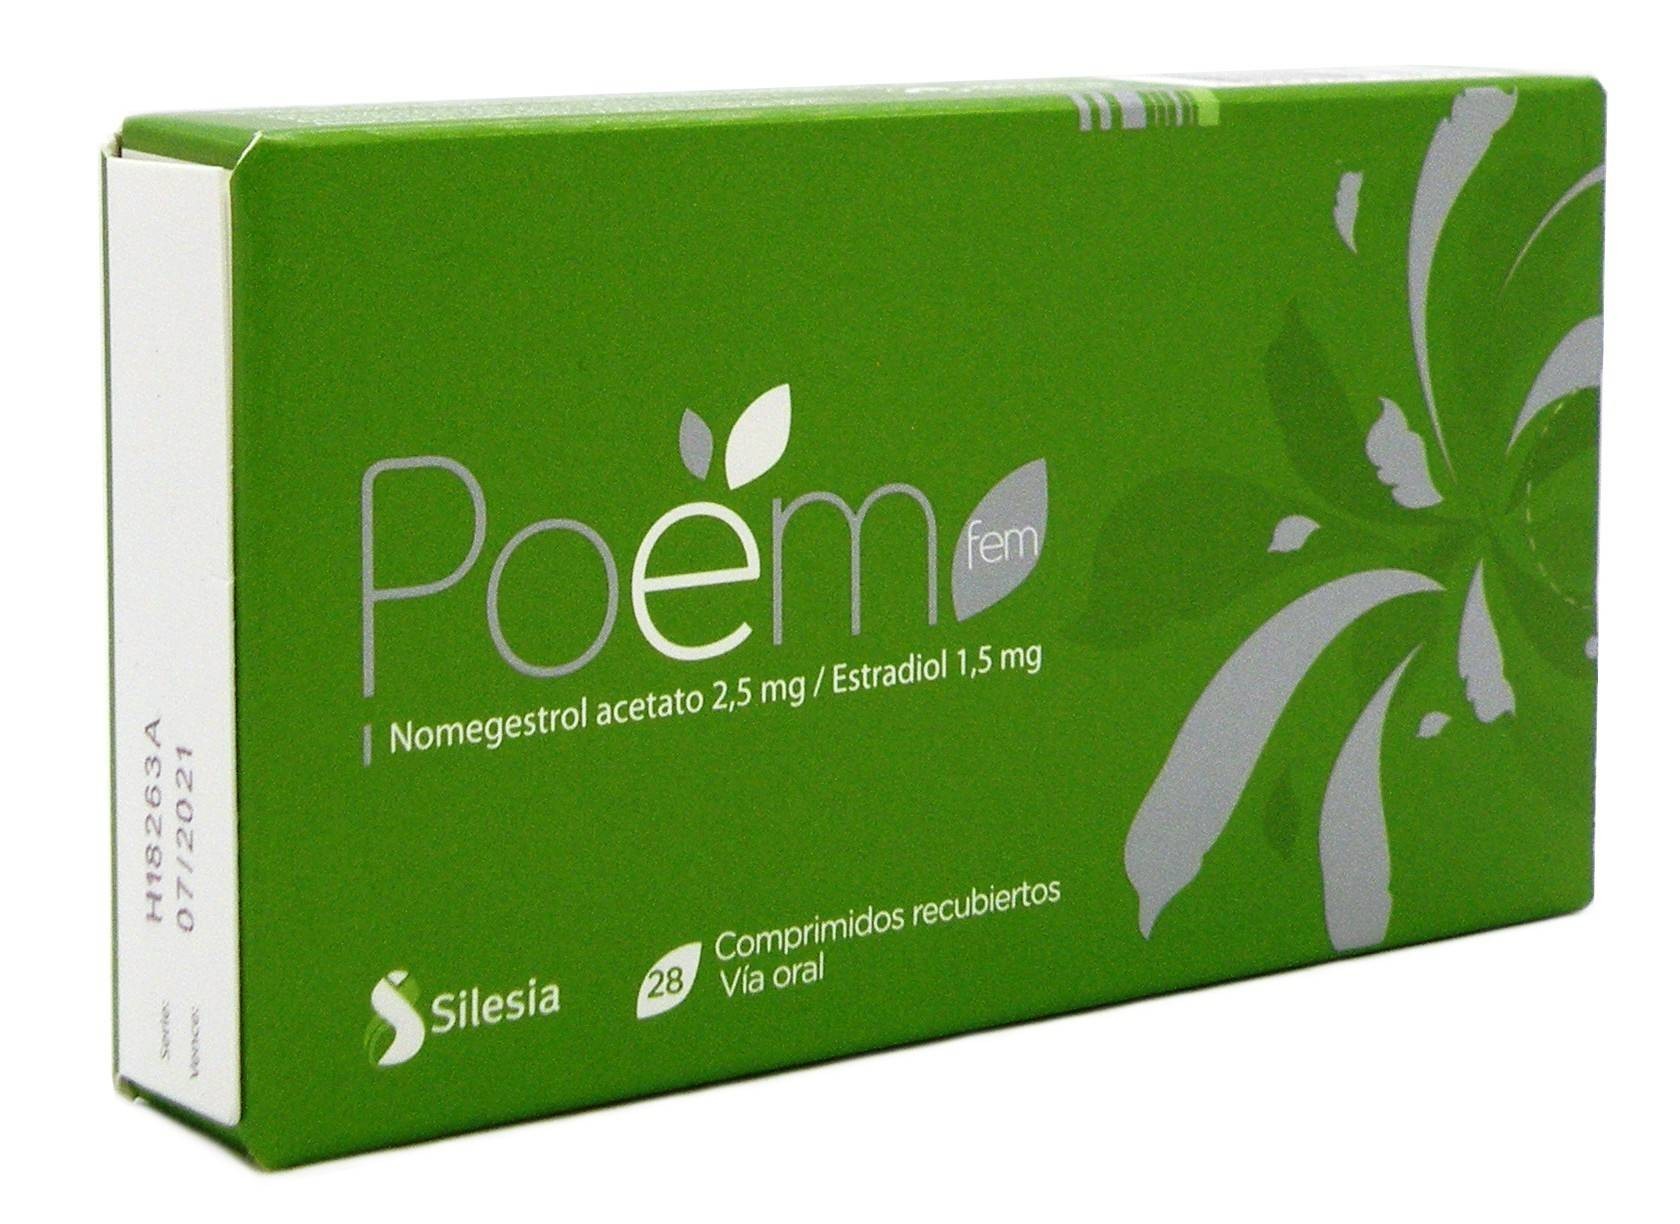 Poem
fem
Nomegestrol acetato 2,5 mg / Estradiol 1,5 mg
Silesia
28
Comprimidos recubiertos
Vía oral
Serie: H18263A
Vence: 07/2021